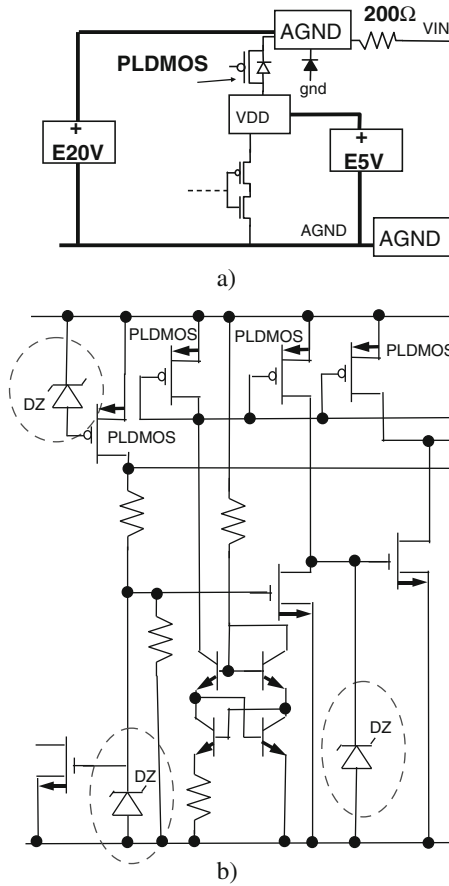 200Ω
AGND
VIN
PLDMOS
gnd
VDD
+
E20V
+
E5V
AGND
AGND
a)
PLDMOS
PLDMOS
PLDMOS
DZ
PLDMOS
DZ
DZ
b)